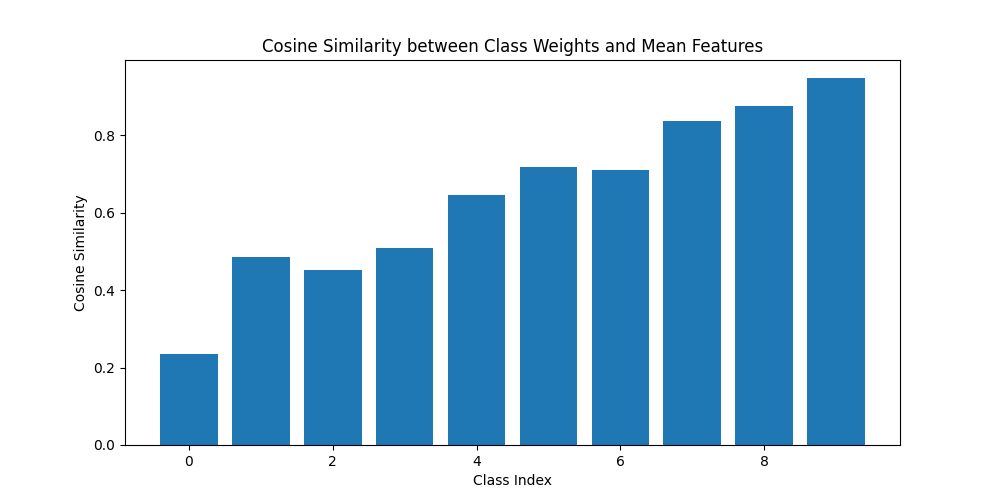 Cosine Similarity between Class Weights and Mean Features
0.8
0.6
0.4
0.2
0.0
Cosine Similarity
0 2 4 6 8
Class Index